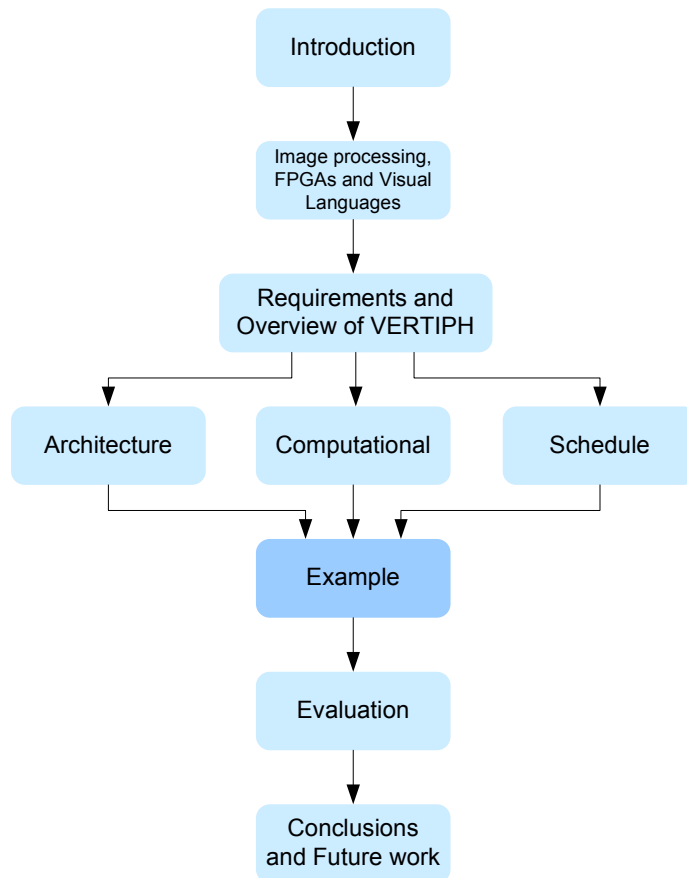 Introduction
Image processing,
FPGAs and Visual
Languages
Requirements and
Overview of VERTIPH
Architecture
Computational
Schedule
Example
Evaluation
Conclusions
and Future work